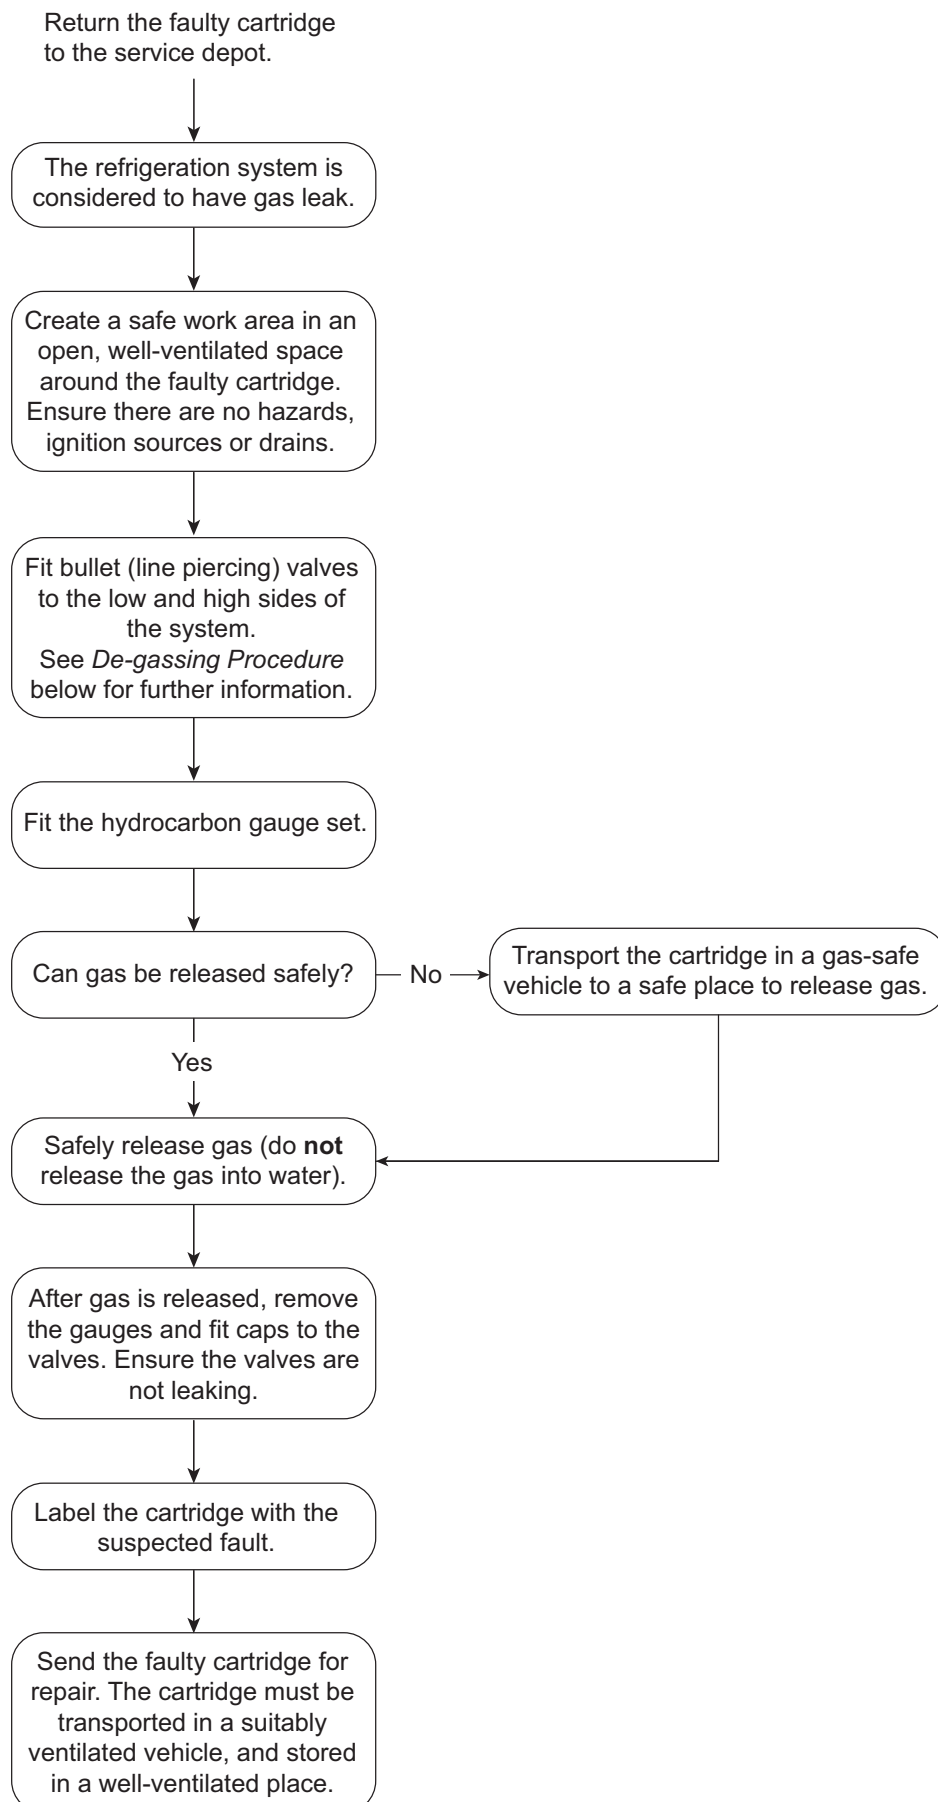 Return the faulty cartridge
to the service depot.
The refrigeration system is
considered to have gas leak.
Create a safe work area in an
open, well-ventilated space
around the faulty cartridge.
Ensure there are no hazards,
ignition sources or drains.
Fit bullet (line piercing) valves
to the low and high sides of
the system.
See De-gassing Procedure
below for further information.
Fit the hydrocarbon gauge set.
Can gas be released safely?
No
Transport the cartridge in a gas-safe
vehicle to a safe place to release gas.
Yes
Safely release gas (do not
release the gas into water).
After gas is released, remove
the gauges and fit caps to the
valves. Ensure the valves are
not leaking.
Label the cartridge with the
suspected fault.
Send the faulty cartridge for
repair. The cartridge must be
transported in a suitably
ventilated vehicle, and stored
in a well-ventilated place.